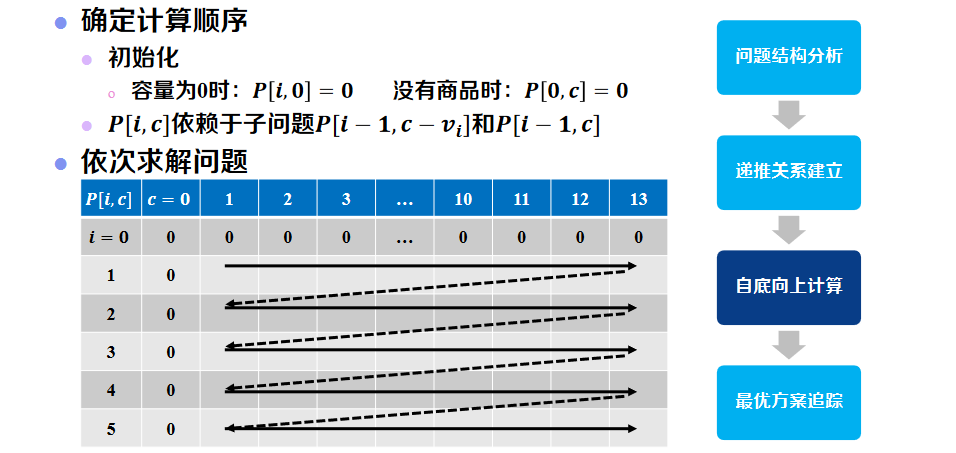 确定计算顺序
初始化
容量为0时：P[i, 0] = 0 没有商品时：P[0, c] = 0
P[i, c]依赖于子问题P[i − 1, c − v_i]和P[i − 1, c]
依次求解问题
P[i, c] c = 0 1 2 3 … 10 11 12 13
i = 0 0 0 0 0 … 0 0 0 0
1 0
2 0
3 0
4 0
5 0
问题结构分析
递推关系建立
自底向上计算
最优方案追踪